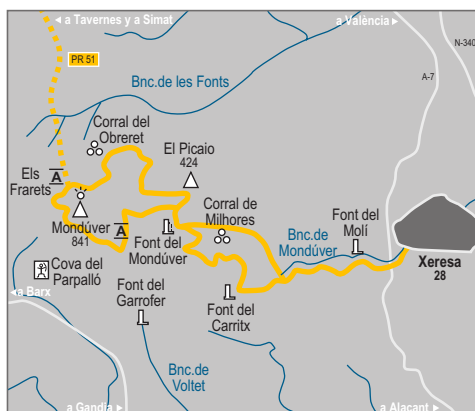 ◂ a Tavernes y a Simat
a València ▸
N-340
PR 51
A-7
Bnc.de les Fonts
Corral del
Obreret
El Picaio
424
Els
Frarets
A
Mondúver
841
A
Font del
Mondúver
Corral de
Milhores
Bnc.de
Mondúver
Font del
Molí
Xeresa
28
Cova del
Parpalló
◂ a Barx
Font del
Garrofer
Font del
Carritx
Bnc.de
Voltet
a Gandia ▸
a Alacant ▸